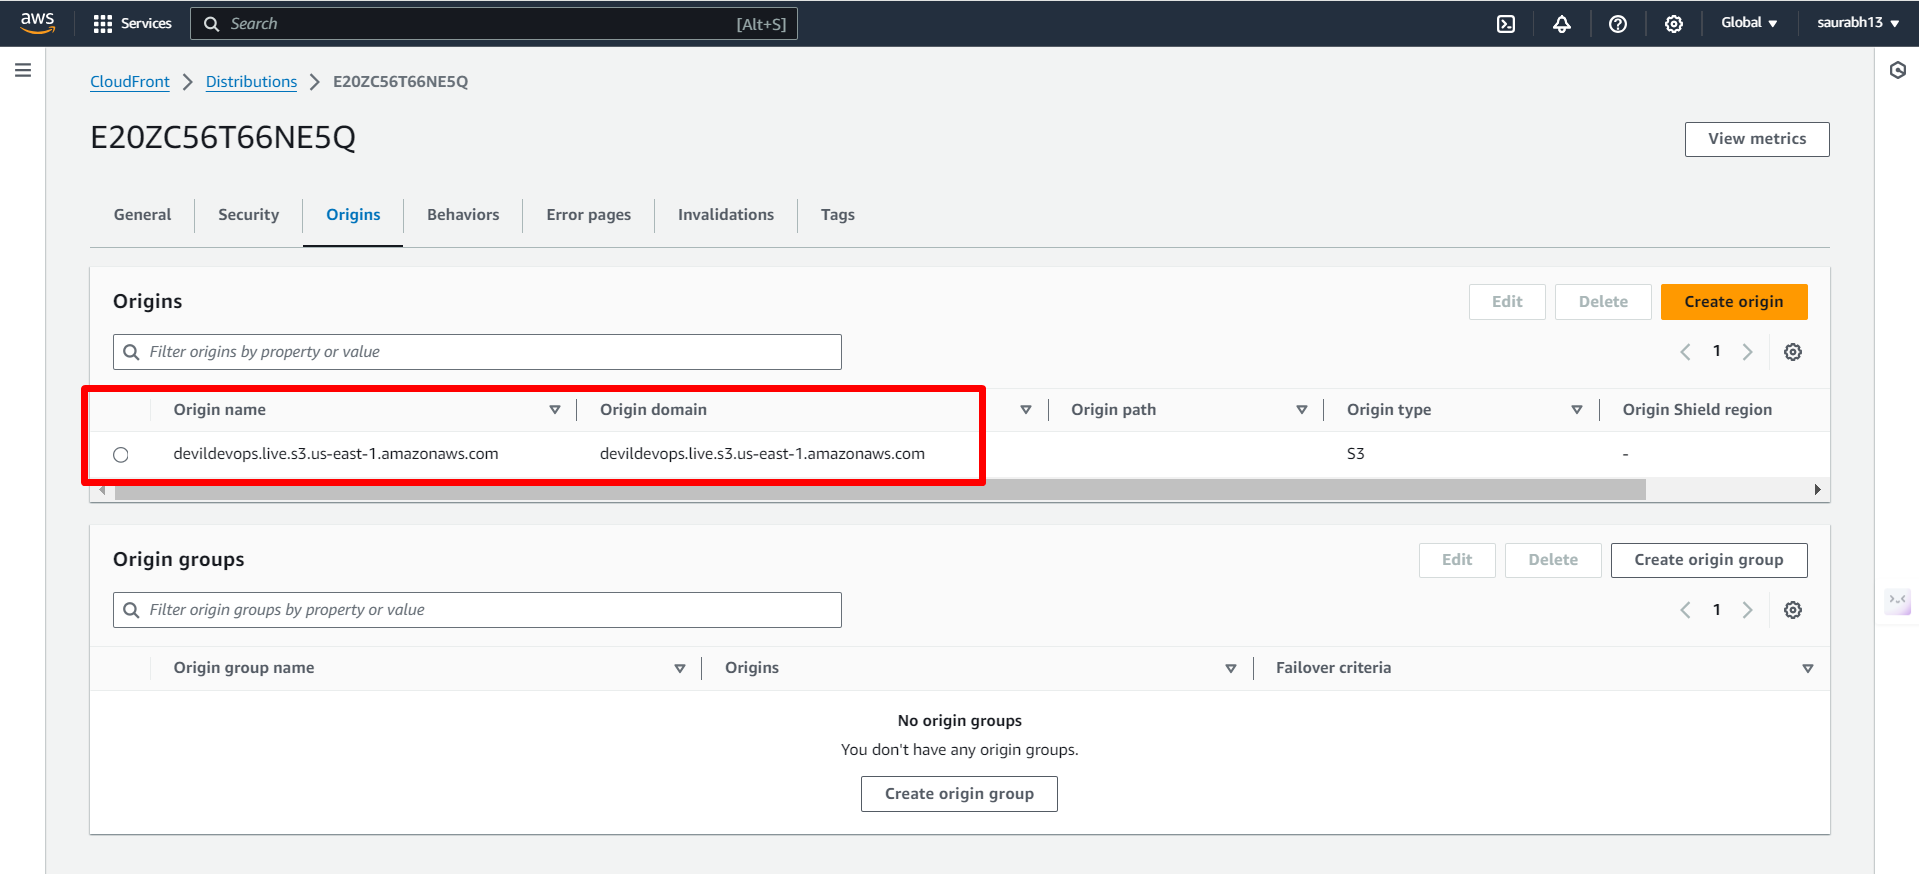 aws Services Search [Alt+S] Global saurabh13
CloudFront Distributions E20ZC56T66NE5Q
E20ZC56T66NE5Q
View metrics
General Security Origins Behaviors Error pages Invalidations Tags
Origins
Edit Delete Create origin
Filter origins by property or value
1
Origin name Origin domain Origin path Origin type Origin Shield region
devildevops.live.s3.us-east-1.amazonaws.com devildevops.live.s3.us-east-1.amazonaws.com S3 -
Origin groups
Edit Delete Create origin group
Filter origin groups by property or value
1
Origin group name Origins Failover criteria
No origin groups
You don't have any origin groups.
Create origin group